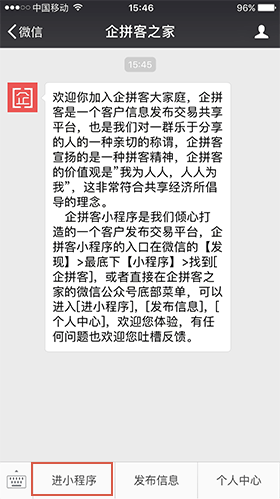 中国移动 15:46 96%
微信 企拼客之家
15:45
欢迎你加入企拼客大家庭，企拼
客是一个客户信息发布交易共享
平台，也是我们对一群乐于分享
的人的一种亲切的称谓，企拼客
宣扬的是一种拼客精神，企拼客
的价值观是”我为人人，人人为
我”，这非常符合共享经济所倡
导的理念。
企拼客小程序是我们倾心打
造的一个客户发布交易平台，企
拼客小程序的入口在微信的【发
现】>最底下【小程序】>找到[
企拼客]，或者直接在企拼客之
家的微信公众号底部菜单，可以
进入[进小程序]，[发布信息]，[
个人中心]，欢迎您体验，有任
何问题也欢迎您吐槽反馈。
进小程序 发布信息 个人中心